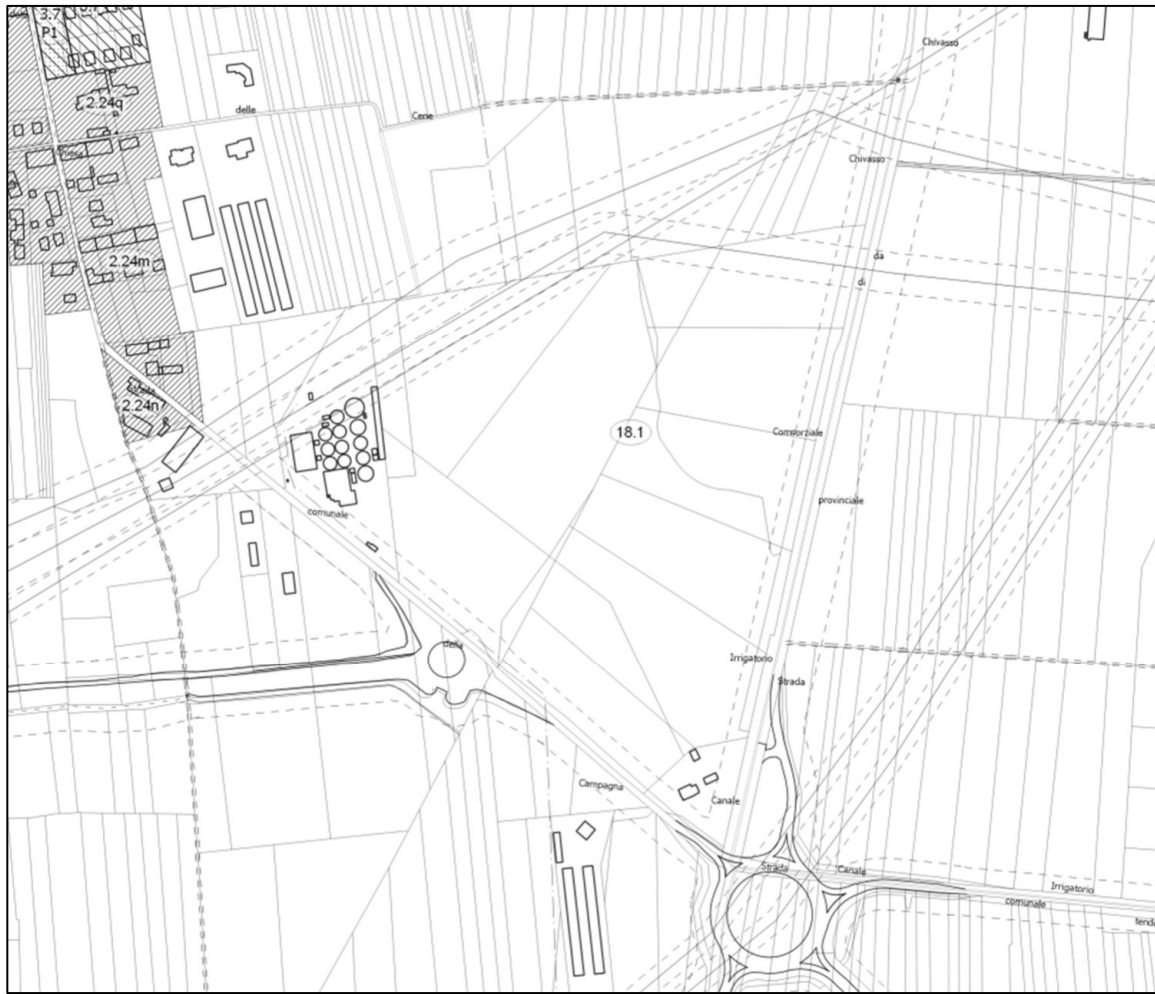 3.7
P1
2.24q
delle
Cerie
Chivasso
Chivasso
2.24m
da
di
2.24n
18.1
Comsorziale
provinciale
comunale
della
Irrigatorio
Strada
Campagna
Canale
Strada
Canale
Irrigatorio
comunale